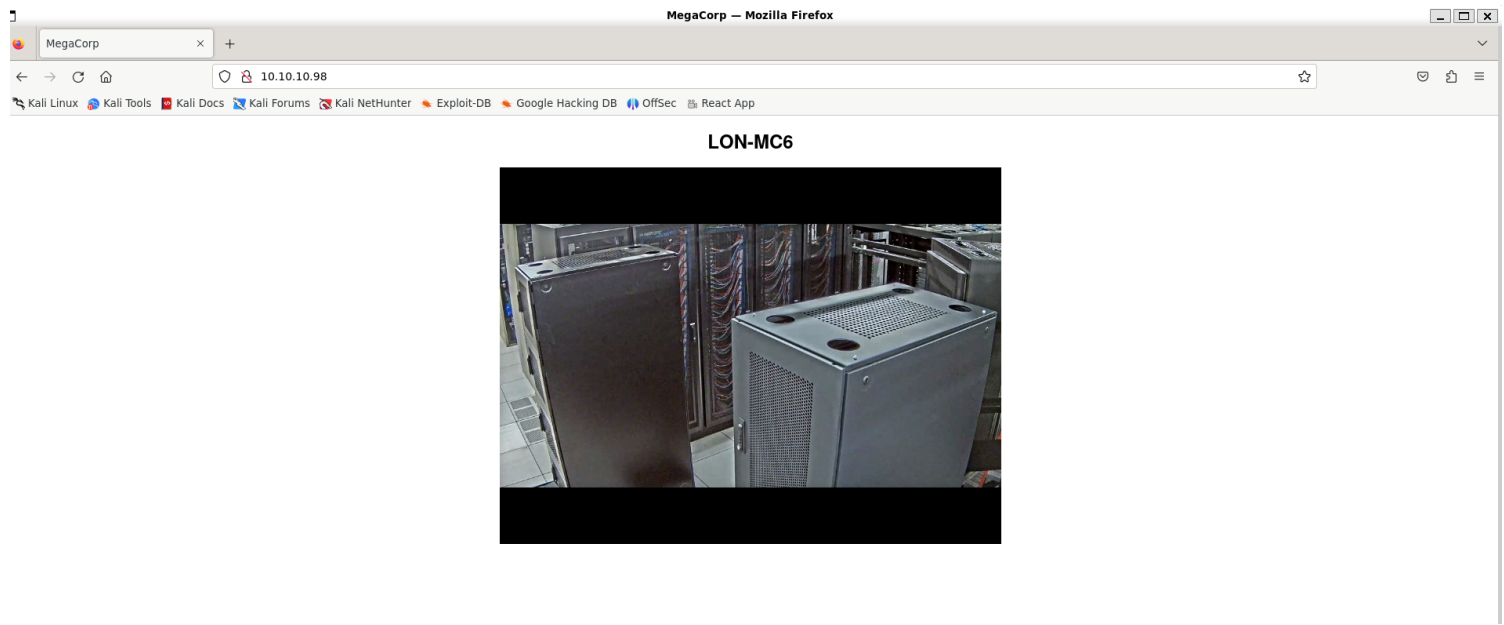 MegaCorp — Mozilla Firefox
MegaCorp
10.10.10.98
Kali Linux Kali Tools Kali Docs Kali Forums Kali NetHunter Exploit-DB Google Hacking DB OffSec React App
LON-MC6